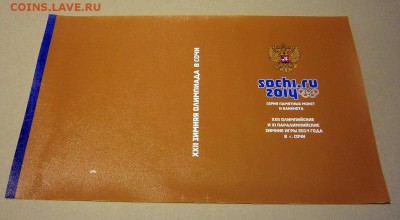 COINS.ЛАVE.RU
XXII ЗИМНЯЯ ОЛИМПИАДА В СОЧИ
sochi.ru
2014
СЕРИЯ ПАМЯТНЫХ МОНЕТ
И БАНКНОТА
XXII ОЛИМПИЙСКИЕ
И XI ПАРАЛИМПИЙСКИЕ
ЗИМНИЕ ИГРЫ 2014 ГОДА
В г. СОЧИ